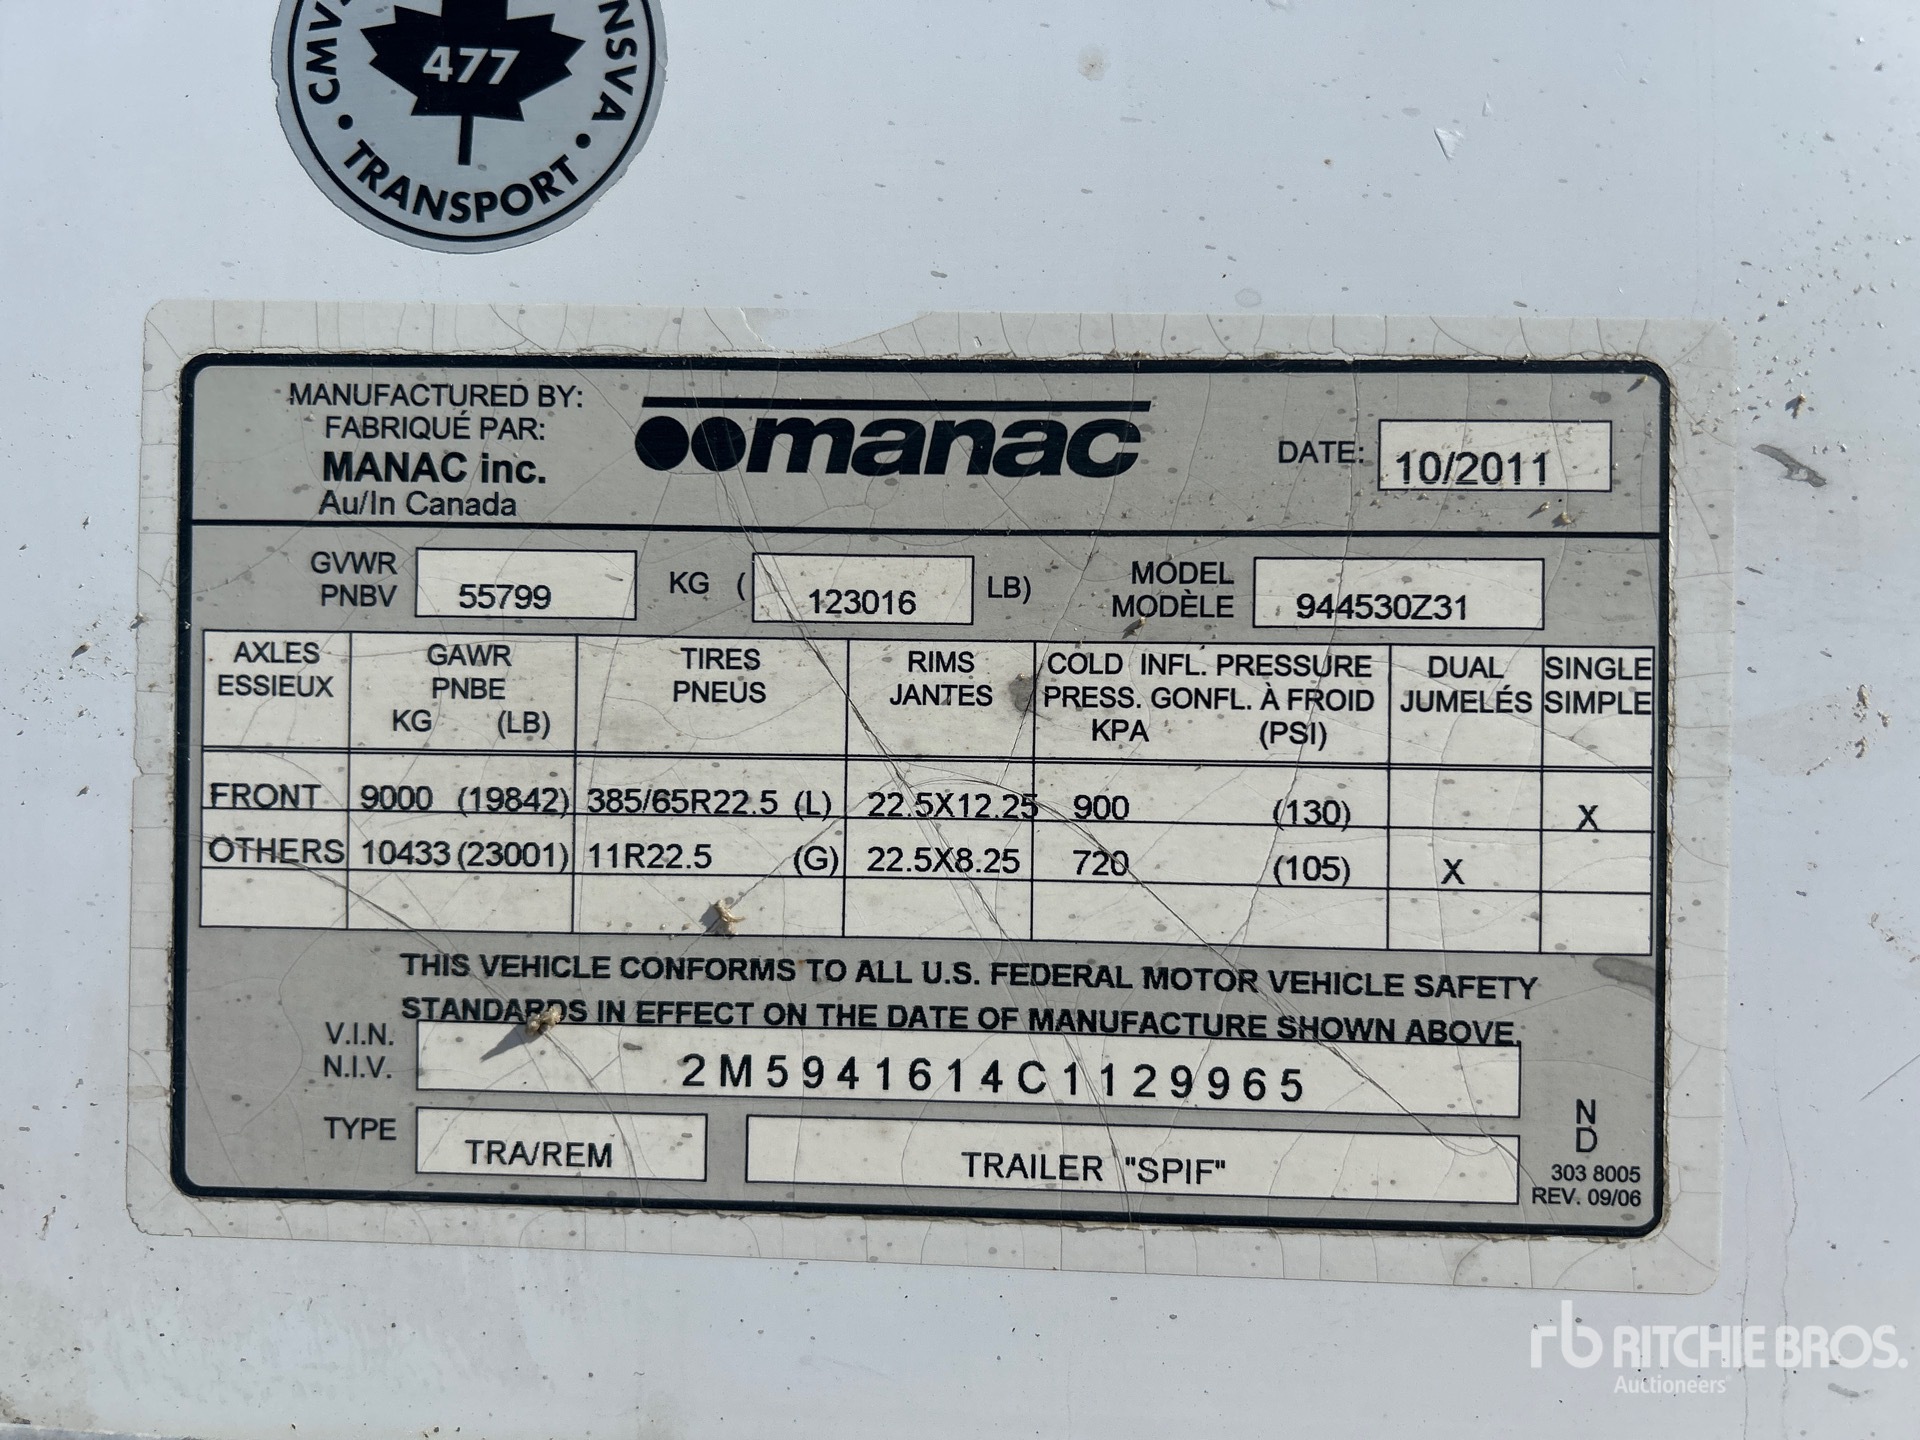 477
TRANSPORT
MANUFACTURED BY:
FABRIQUÉ PAR:
MANAC inc.
Au/In Canada
manac
DATE: 10/2011
GVWR
PNBV
55799 KG ( 123016 LB)
MODEL
MODÈLE
944530Z31
AXLES
ESSIEUX
GAWR
PNBE
KG (LB)
TIRES
PNEUS
RIMS
JANTES
COLD INFL. PRESSURE
PRESS. GONFL. À FROID
KPA (PSI)
DUAL
JUMELÉS
SINGLE
SIMPLE
FRONT 9000 (19842) 385/65R22.5 (L) 22.5X12.25 900 (130) X
OTHERS 10433 (23001) 11R22.5 (G) 22.5X8.25 720 (105) X
THIS VEHICLE CONFORMS TO ALL U.S. FEDERAL MOTOR VEHICLE SAFETY
STANDARDS IN EFFECT ON THE DATE OF MANUFACTURE SHOWN ABOVE.
V.I.N.
N.I.V.
2M5941614C1129965
TYPE TRA/REM TRAILER "SPIF"
N
D
303 8005
REV. 09/06
rb RITCHIE BROS.
Auctioneers